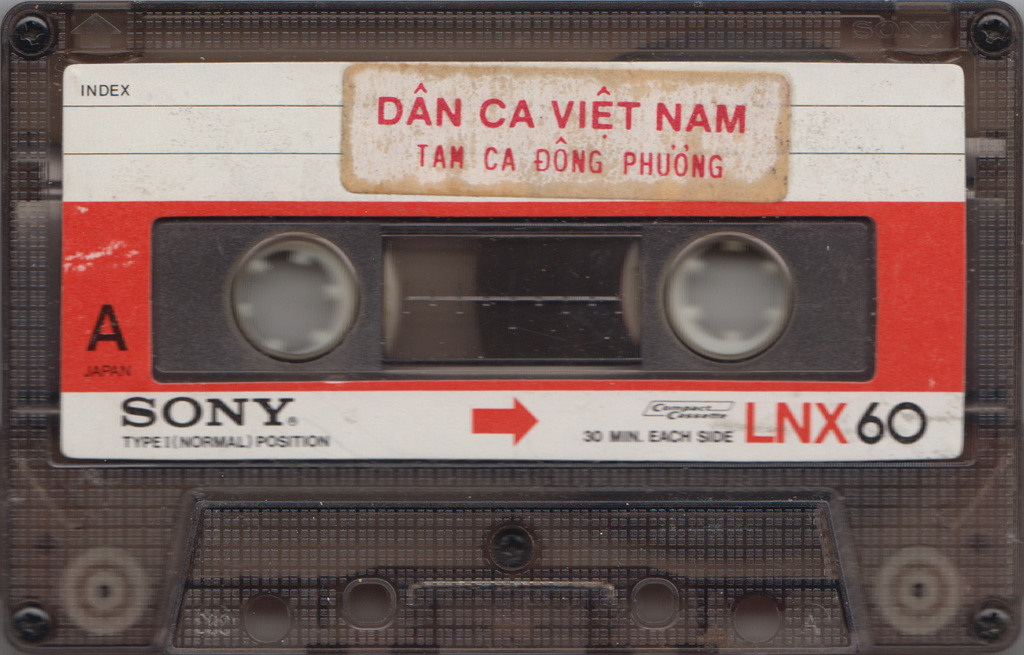 SONY
INDEX
DÂN CA VIỆT NAM
TAM CA ĐÔNG PHƯƠNG
A
JAPAN
SONY®
TYPE I (NORMAL) POSITION
Compact Cassette
30 MIN. EACH SIDE LNX 60
A